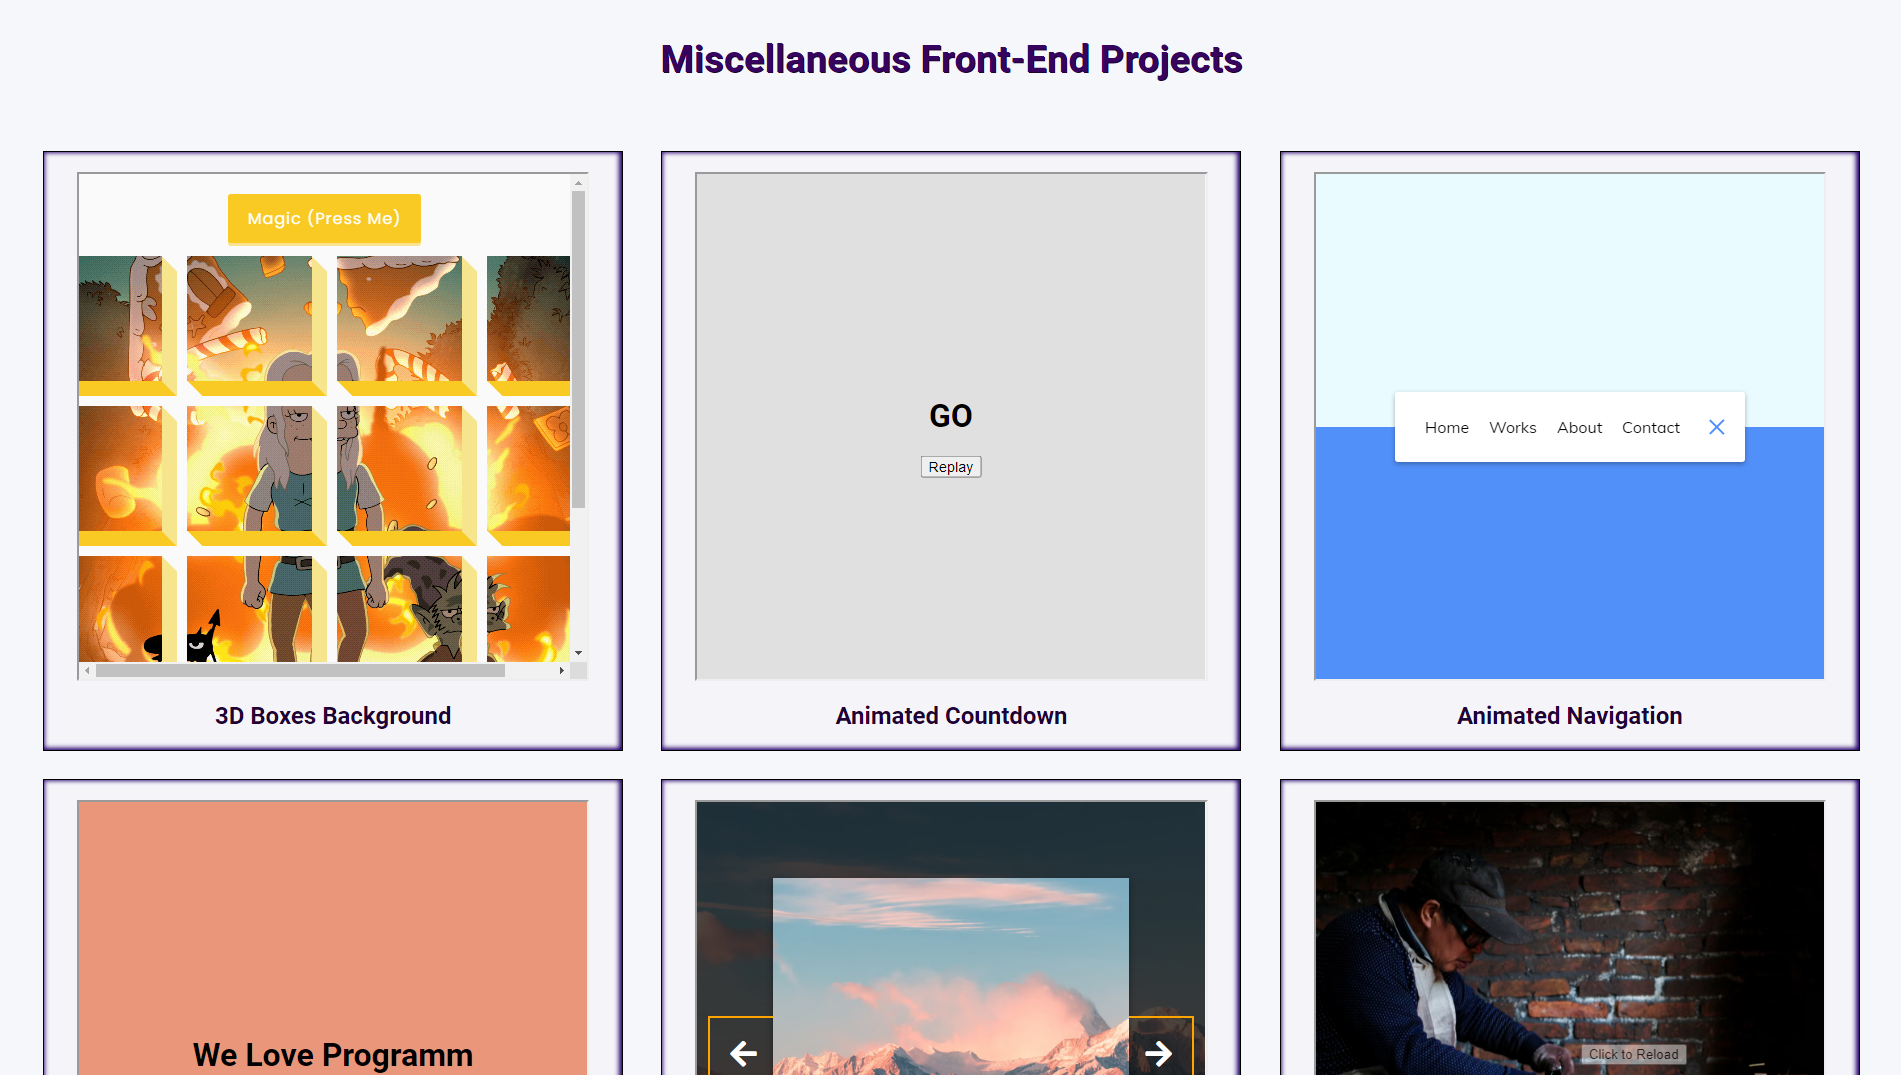 Miscellaneous Front-End Projects
Magic (Press Me)
3D Boxes Background
GO
Replay
Animated Countdown
Home Works About Contact
Animated Navigation
We Love Programm
Click to Reload